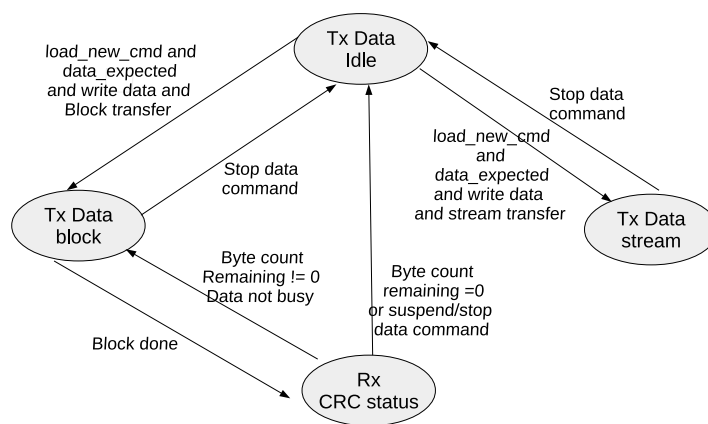 Tx Data
Idle
load_new_cmd and
data_expected
and write data and
Block transfer
Stop data
command
load_new_cmd
and
data_expected
and write data
and stream transfer
Stop data
command
Tx Data
block
Tx Data
stream
Byte count
Remaining != 0
Data not busy
Byte count
remaining =0
or suspend/stop
data command
Block done
Rx
CRC status